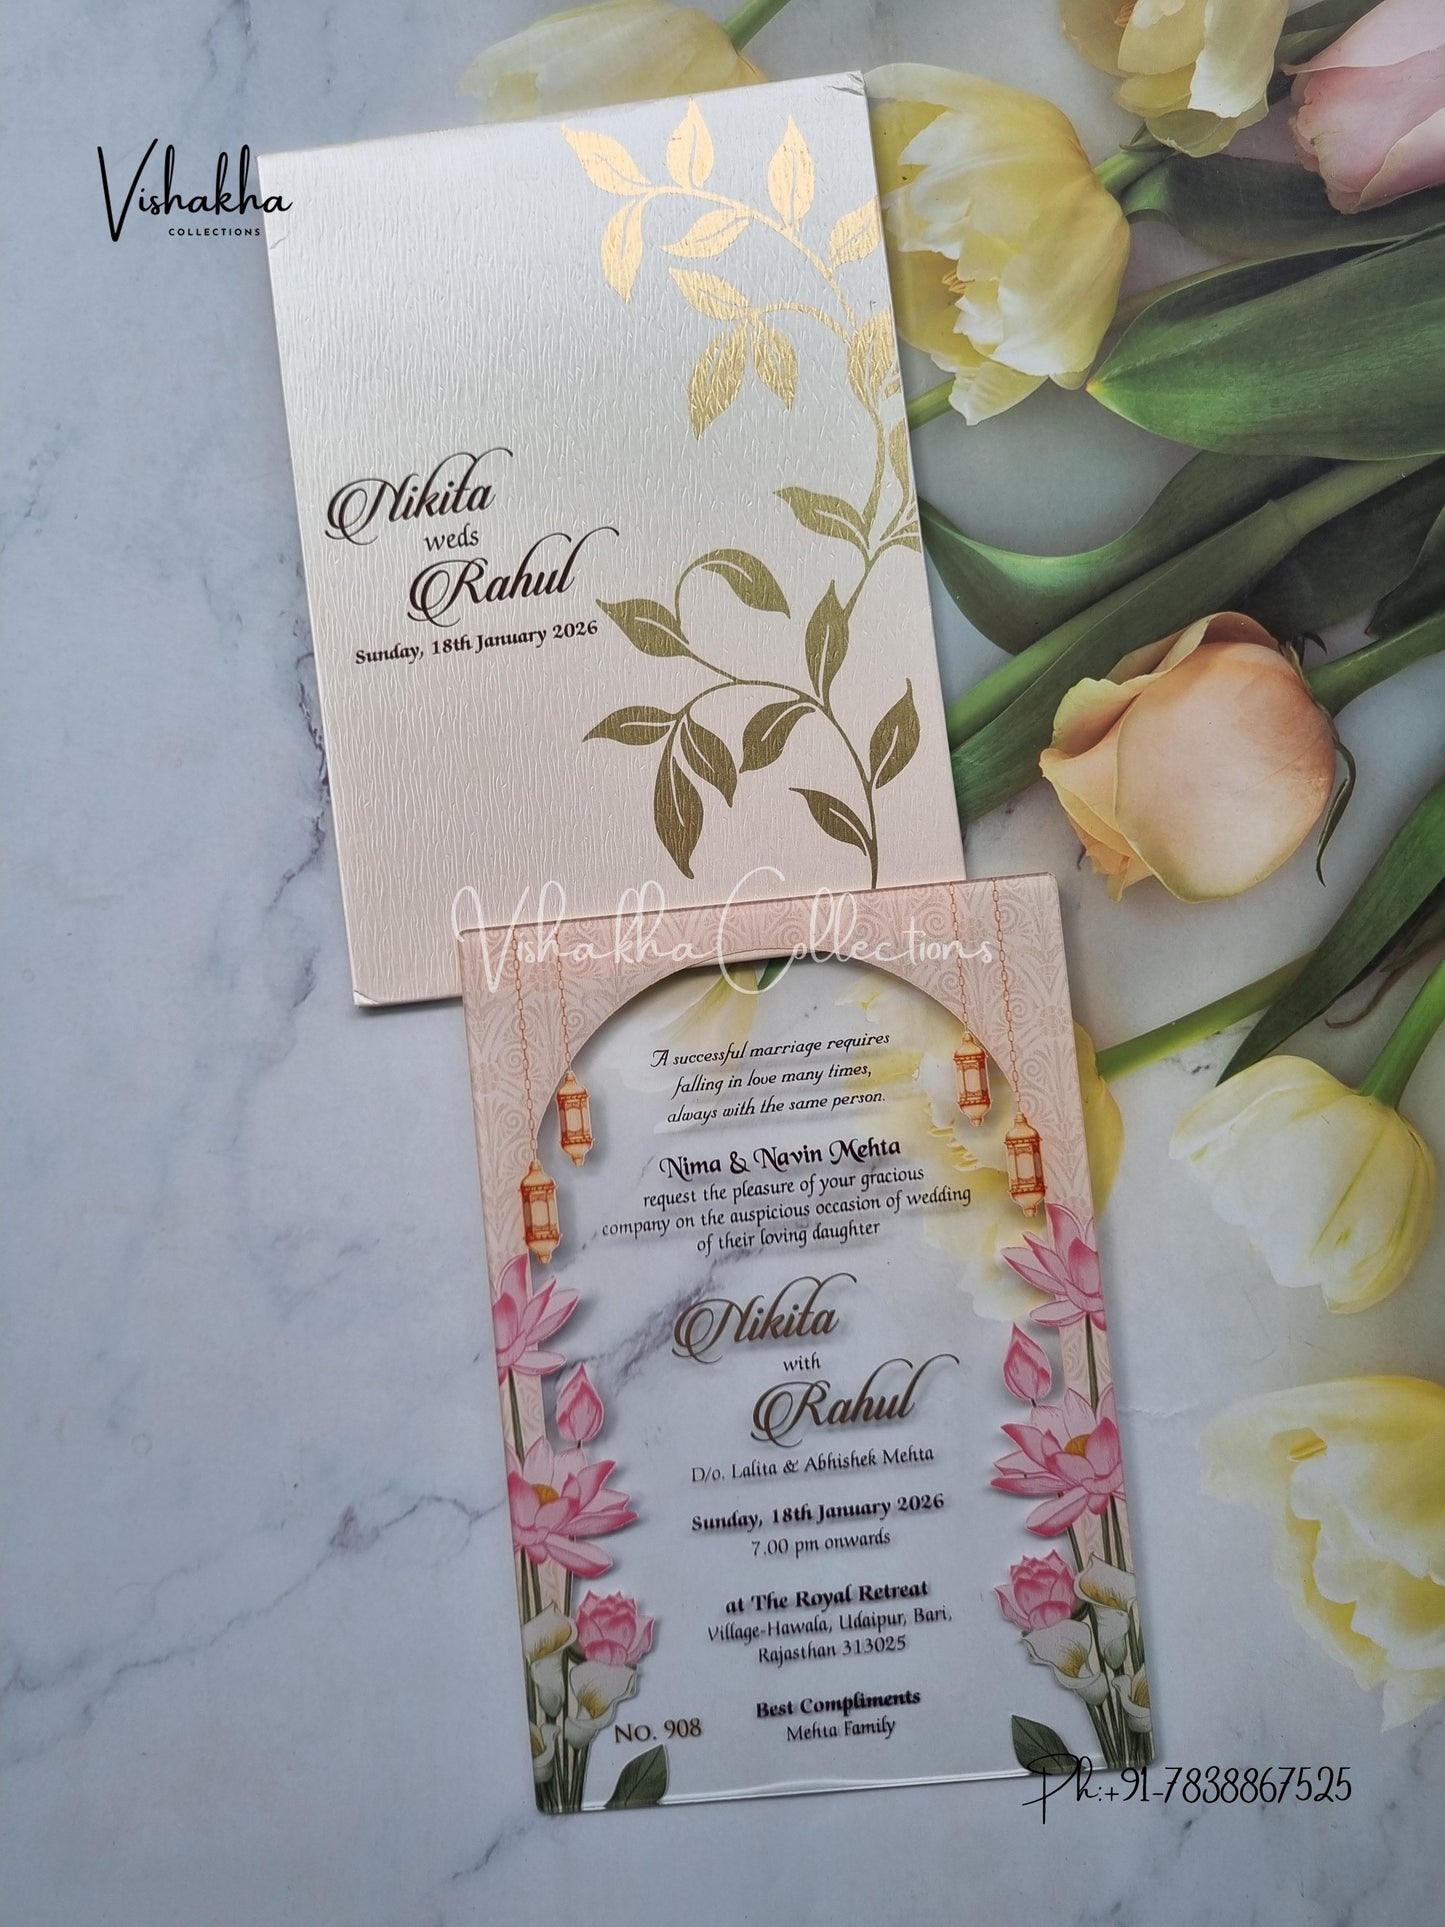 Vishakha
COLLECTIONS
Nikita
weds
Rahul
Sunday, 18th January 2026
Vishakha Collections
A successful marriage requires
falling in love many times,
always with the same person.
Nima & Navin Mehta
request the pleasure of your gracious
company on the auspicious occasion of wedding
of their loving daughter
Nikita
with
Rahul
D/o. Lalita & Abhishek Mehta
Sunday, 18th January 2026
7.00 pm onwards
at The Royal Retreat
Village-Hawala, Udaipur, Bari,
Rajasthan 313025
Best Compliments
Mehta Family
No. 908
Ph:+91-7838867525